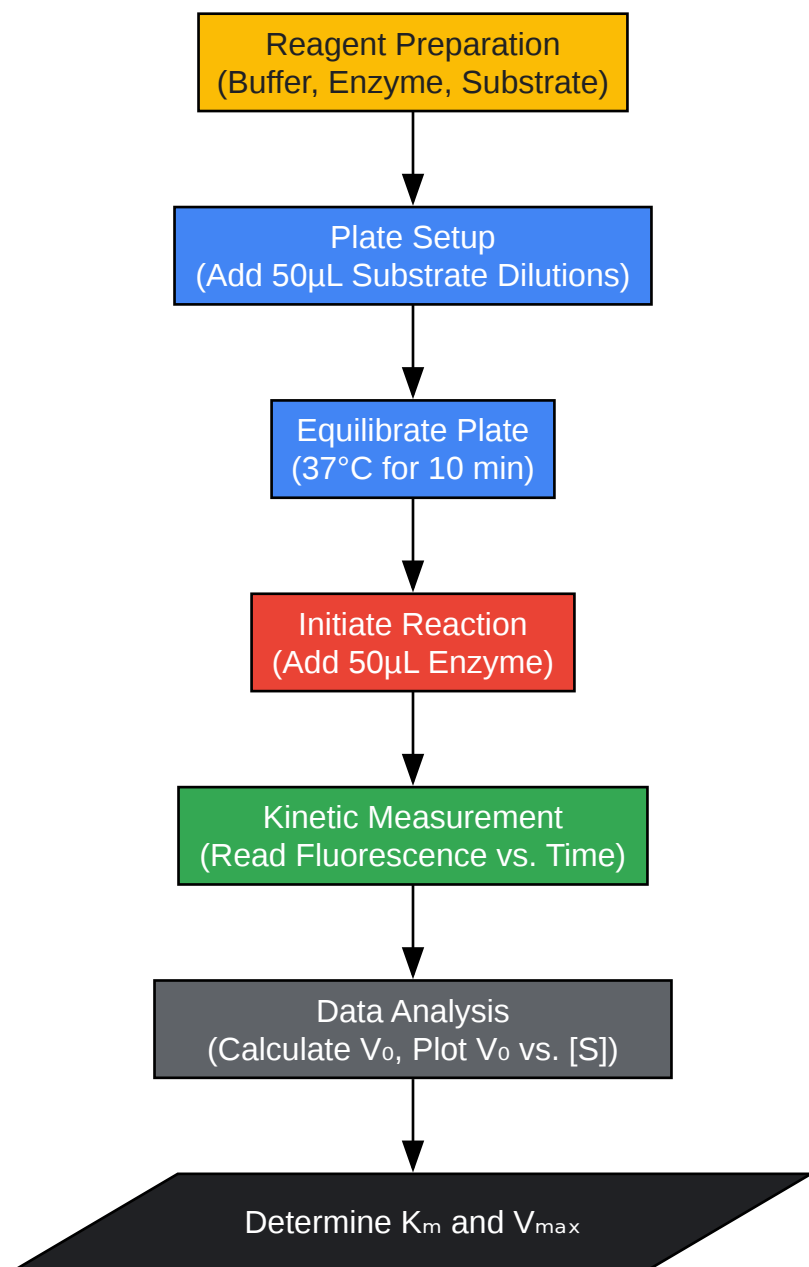 Reagent Preparation
(Buffer, Enzyme, Substrate)
Plate Setup
(Add 50µL Substrate Dilutions)
Equilibrate Plate
(37°C for 10 min)
Initiate Reaction
(Add 50µL Enzyme)
Kinetic Measurement
(Read Fluorescence vs. Time)
Data Analysis
(Calculate V₀, Plot V₀ vs. [S])
Determine Kₘ and Vₘₐₓ